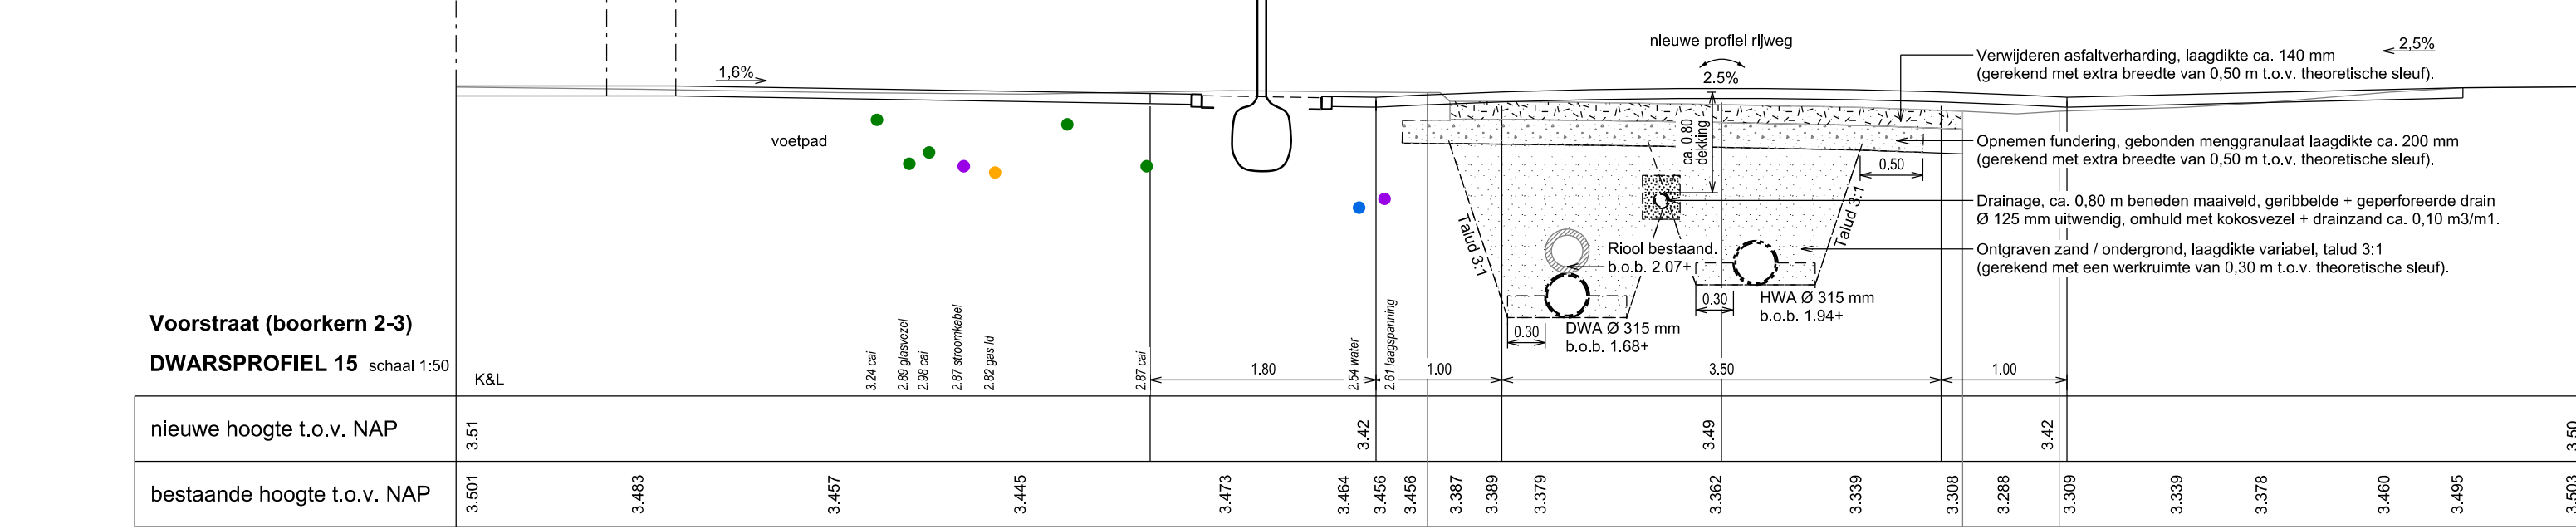 nieuwe profiel rijweg
2.5%
1,6%
2,5%
Verwijderen asfaltverharding, laagdikte ca. 140 mm
(gerekend met extra breedte van 0,50 m t.o.v. theoretische sleuf).
voetpad
ca. 0.80
dekking
Opnemen fundering, gebonden menggranulaat laagdikte ca. 200 mm
(gerekend met extra breedte van 0,50 m t.o.v. theoretische sleuf).
0.50
Drainage, ca. 0,80 m beneden maaiveld, geribbelde + geperforeerde drain
Ø 125 mm uitwendig, omhuld met kokosvezel + drainzand ca. 0,10 m3/m1.
Talud 3:1
Talud 3:1
Riool bestaand.
b.o.b. 2.07+
Ontgraven zand / ondergrond, laagdikte variabel, talud 3:1
(gerekend met een werkruimte van 0,30 m t.o.v. theoretische sleuf).
0.30
HWA Ø 315 mm
b.o.b. 1.94+
0.30
DWA Ø 315 mm
b.o.b. 1.68+
Voorstraat (boorkern 2-3)
DWARSPROFIEL 15 schaal 1:50
K&L
3.24 cai
2.89 glasvezel
2.98 cai
2.87 stroomkabel
2.82 gas ld
2.87 cai
2.54 water
2.61 laagspanning
1.80
1.00
3.50
1.00
nieuwe hoogte t.o.v. NAP
3.51
3.42
3.49
3.42
3.50
bestaande hoogte t.o.v. NAP
3.501
3.483
3.457
3.445
3.473
3.464
3.456
3.456
3.387
3.389
3.379
3.362
3.339
3.308
3.288
3.309
3.339
3.378
3.460
3.495
3.503